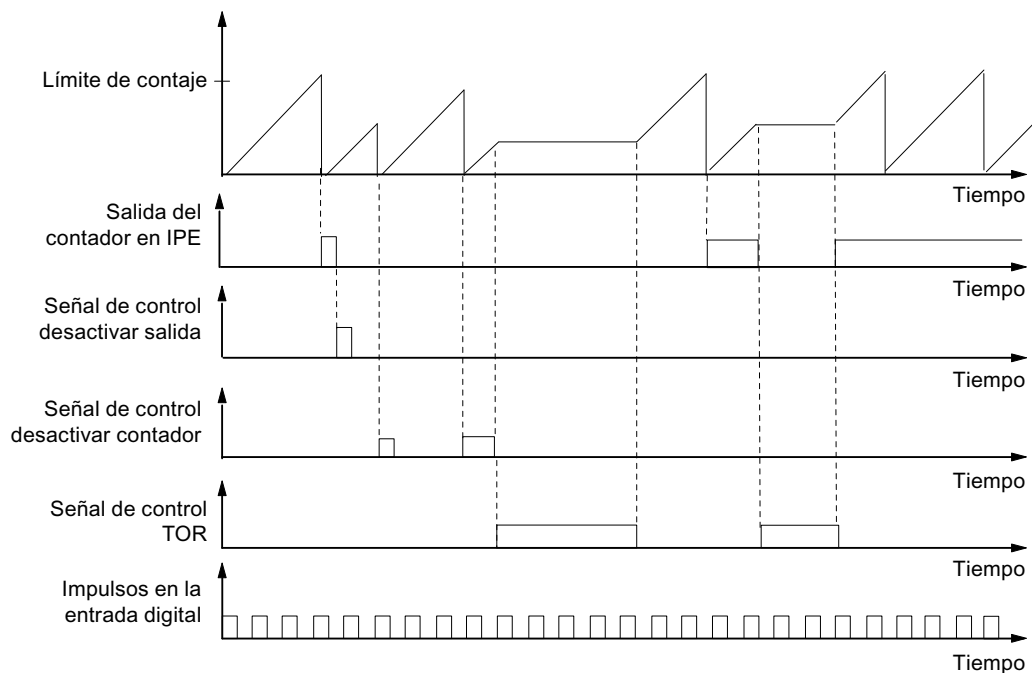 Límite de contaje
Tiempo
Salida del
contador en IPE
Tiempo
Señal de control
desactivar salida
Tiempo
Señal de control
desactivar contador
Tiempo
Señal de control
TOR
Tiempo
Impulsos en la
entrada digital
Tiempo